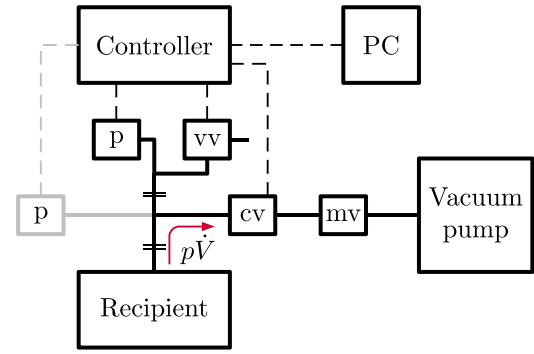 Controller
PC
p
vv
p
cv
mv
Vacuum
pump
pV̇
Recipient